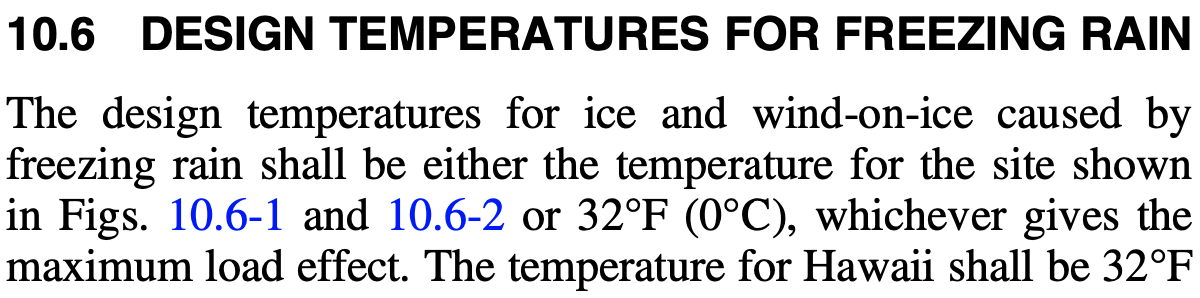 10.6 DESIGN TEMPERATURES FOR FREEZING RAIN
The design temperatures for ice and wind-on-ice caused by
freezing rain shall be either the temperature for the site shown
in Figs. 10.6-1 and 10.6-2 or 32°F (0°C), whichever gives the
maximum load effect. The temperature for Hawaii shall be 32°F